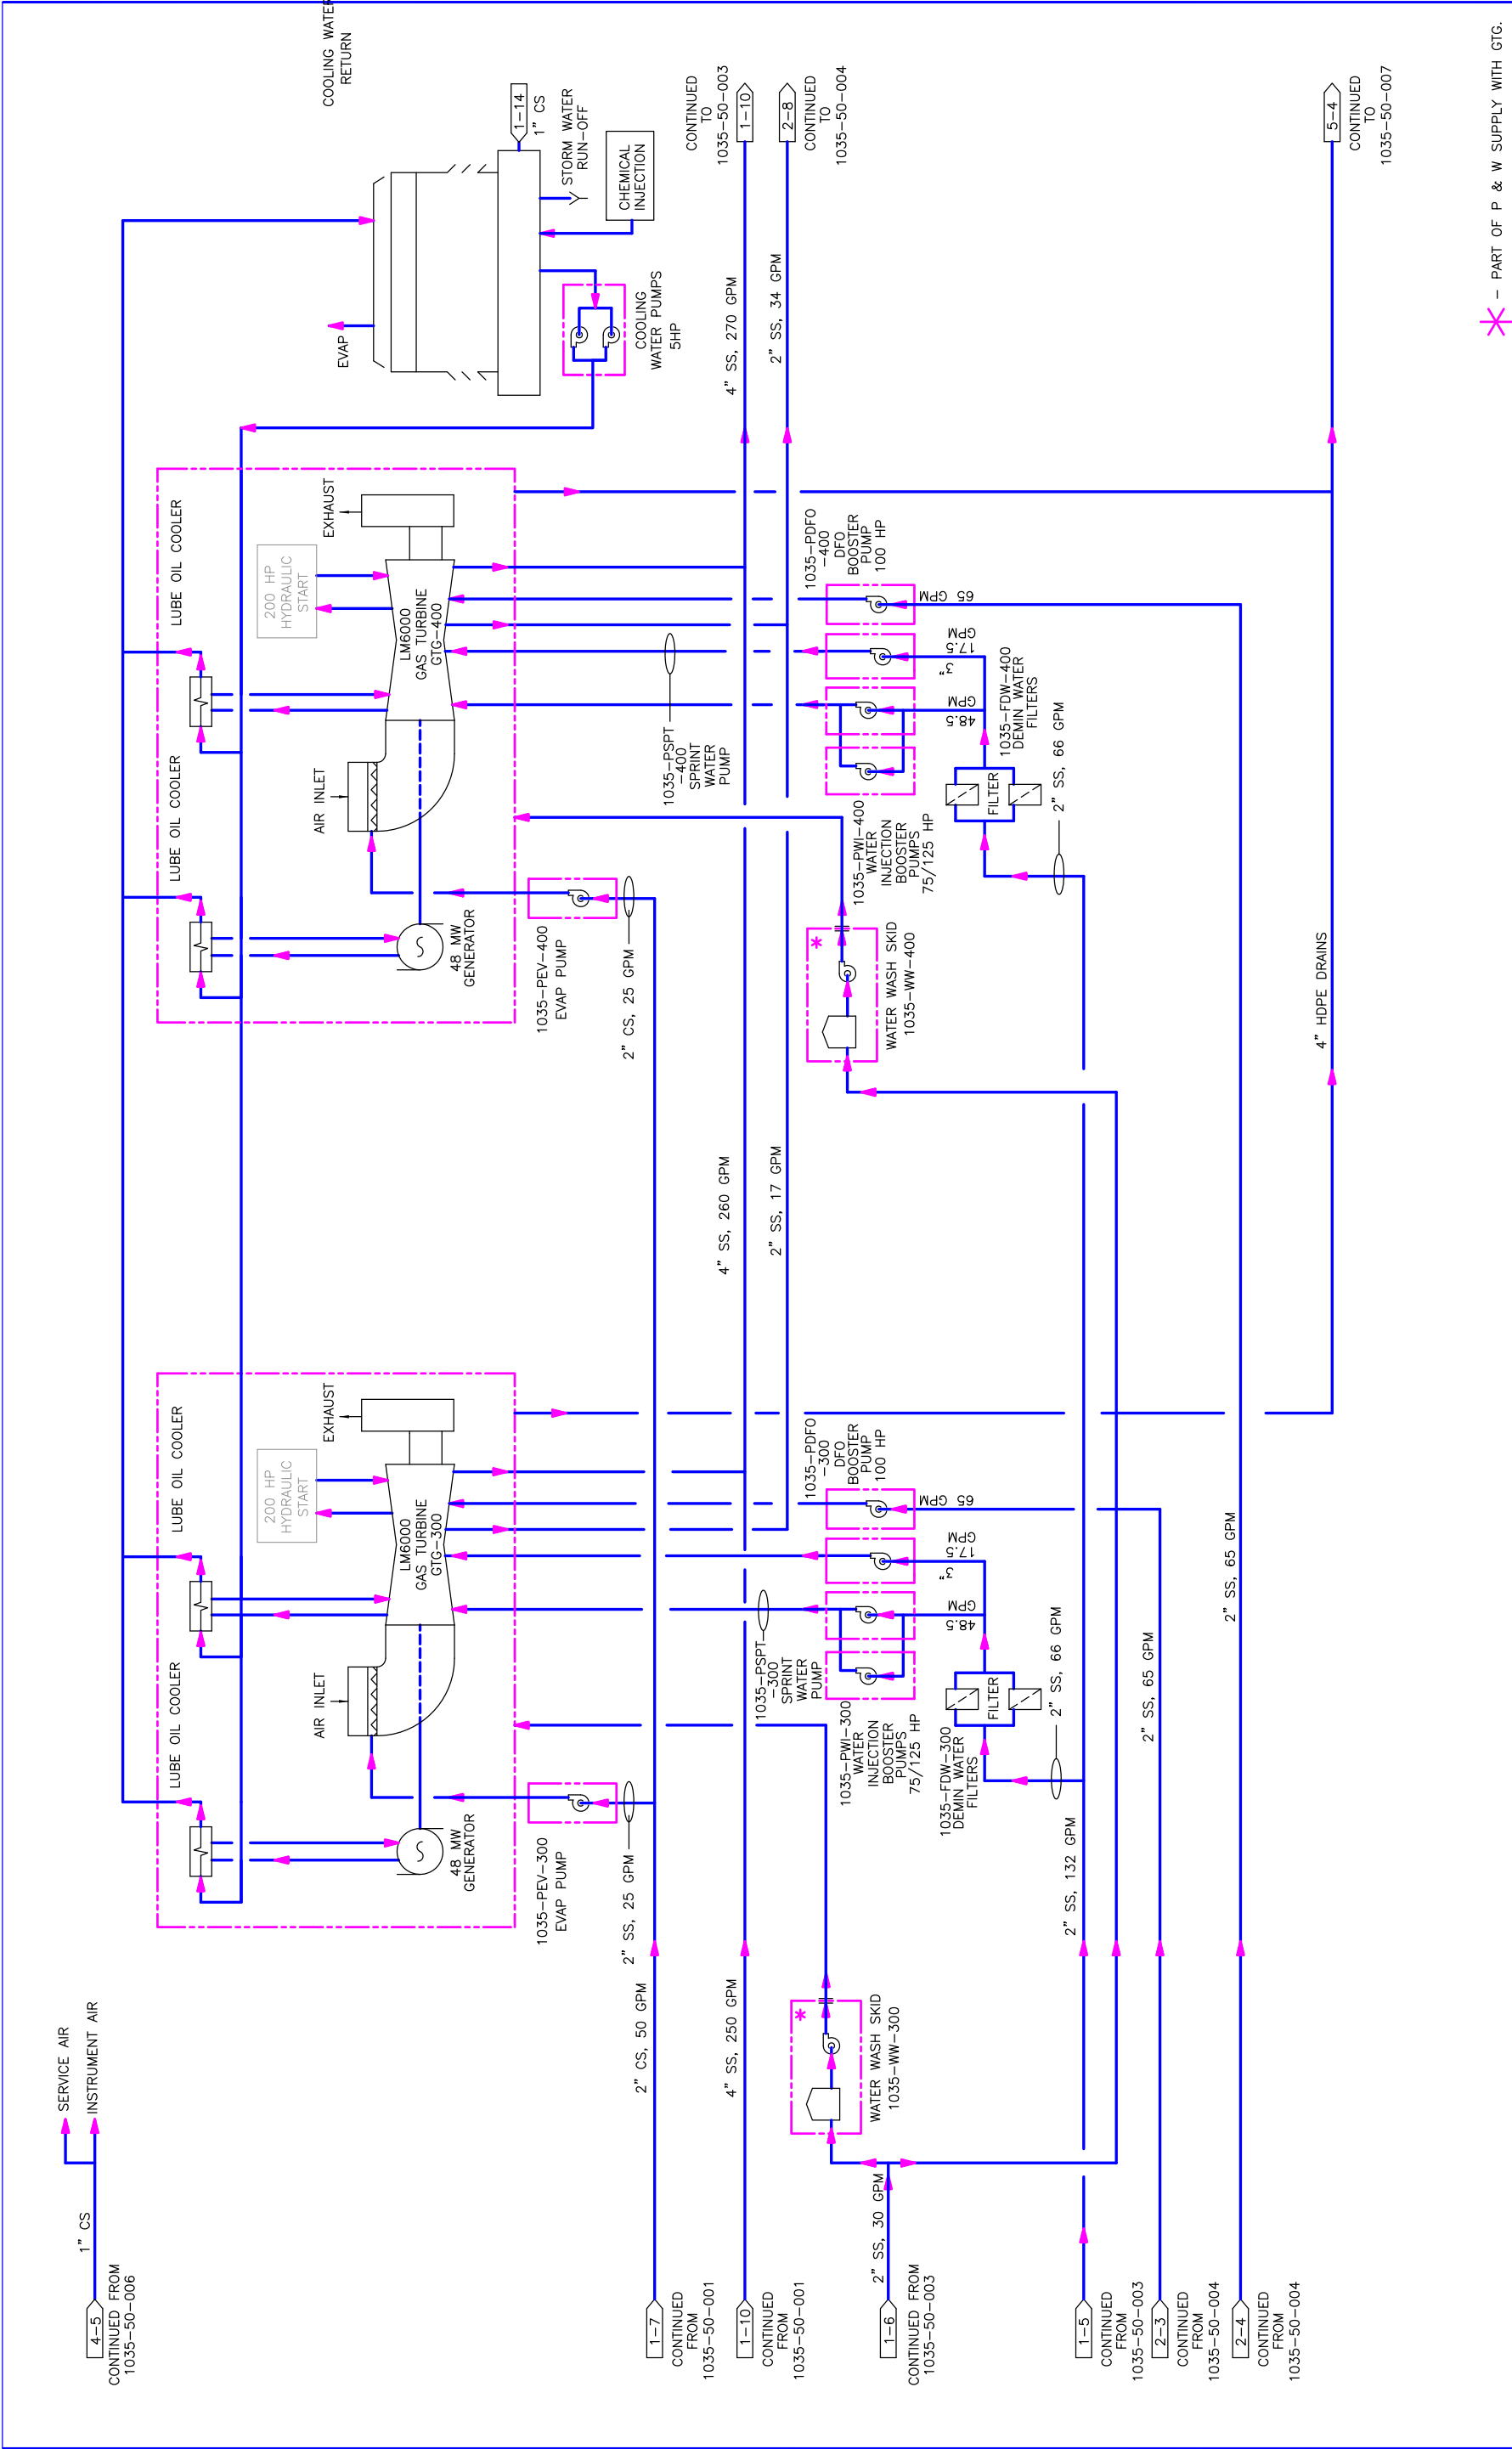 SERVICE AIR
INSTRUMENT AIR
1" CS
4-5
CONTINUED FROM
1035-50-006
LUBE OIL COOLER
LUBE OIL COOLER
200 HP
HYDRAULIC
START
AIR INLET
EXHAUST
LM6000
GAS TURBINE
GTG-300
48 MW
GENERATOR
1035-PEV-300
EVAP PUMP
2" SS, 25 GPM
LUBE OIL COOLER
LUBE OIL COOLER
200 HP
HYDRAULIC
START
AIR INLET
EXHAUST
LM6000
GAS TURBINE
GTG-400
48 MW
GENERATOR
1035-PEV-400
EVAP PUMP
2" CS, 25 GPM
COOLING WATER
RETURN
EVAP
1-14
1" CS
STORM WATER
RUN-OFF
CHEMICAL
INJECTION
COOLING
WATER PUMPS
5HP
1-7
CONTINUED
FROM
1035-50-001
2" CS, 50 GPM
1-10
CONTINUED
FROM
1035-50-001
4" SS, 250 GPM
4" SS, 260 GPM
4" SS, 270 GPM
CONTINUED
TO
1035-50-003
1-10
2" SS, 17 GPM
2" SS, 34 GPM
2-8
CONTINUED
TO
1035-50-004
1-6
CONTINUED FROM
1035-50-003
2" SS, 30 GPM
WATER WASH SKID
1035-WW-300
1035-PSPT
-300
SPRINT
WATER
PUMP
1035-PWI-300
WATER
INJECTION
BOOSTER
PUMPS
75/125 HP
1035-PDFO
-300
DFO
BOOSTER
PUMP
100 HP
48.5
GPM
3"
17.5
GPM
65 GPM
1035-FDW-300
DEMIN WATER
FILTERS
FILTER
2" SS, 66 GPM
WATER WASH SKID
1035-WW-400
1035-PSPT
-400
SPRINT
WATER
PUMP
1035-PWI-400
WATER
INJECTION
BOOSTER
PUMPS
75/125 HP
1035-PDFO
-400
DFO
BOOSTER
PUMP
100 HP
48.5
GPM
3"
17.5
GPM
65 GPM
1035-FDW-400
DEMIN WATER
FILTERS
FILTER
2" SS, 66 GPM
1-5
CONTINUED
FROM
1035-50-003
2" SS, 132 GPM
2-3
CONTINUED
FROM
1035-50-004
2" SS, 65 GPM
2-4
CONTINUED
FROM
1035-50-004
2" SS, 65 GPM
4" HDPE DRAINS
5-4
CONTINUED
TO
1035-50-007
- PART OF P & W SUPPLY WITH GTG.